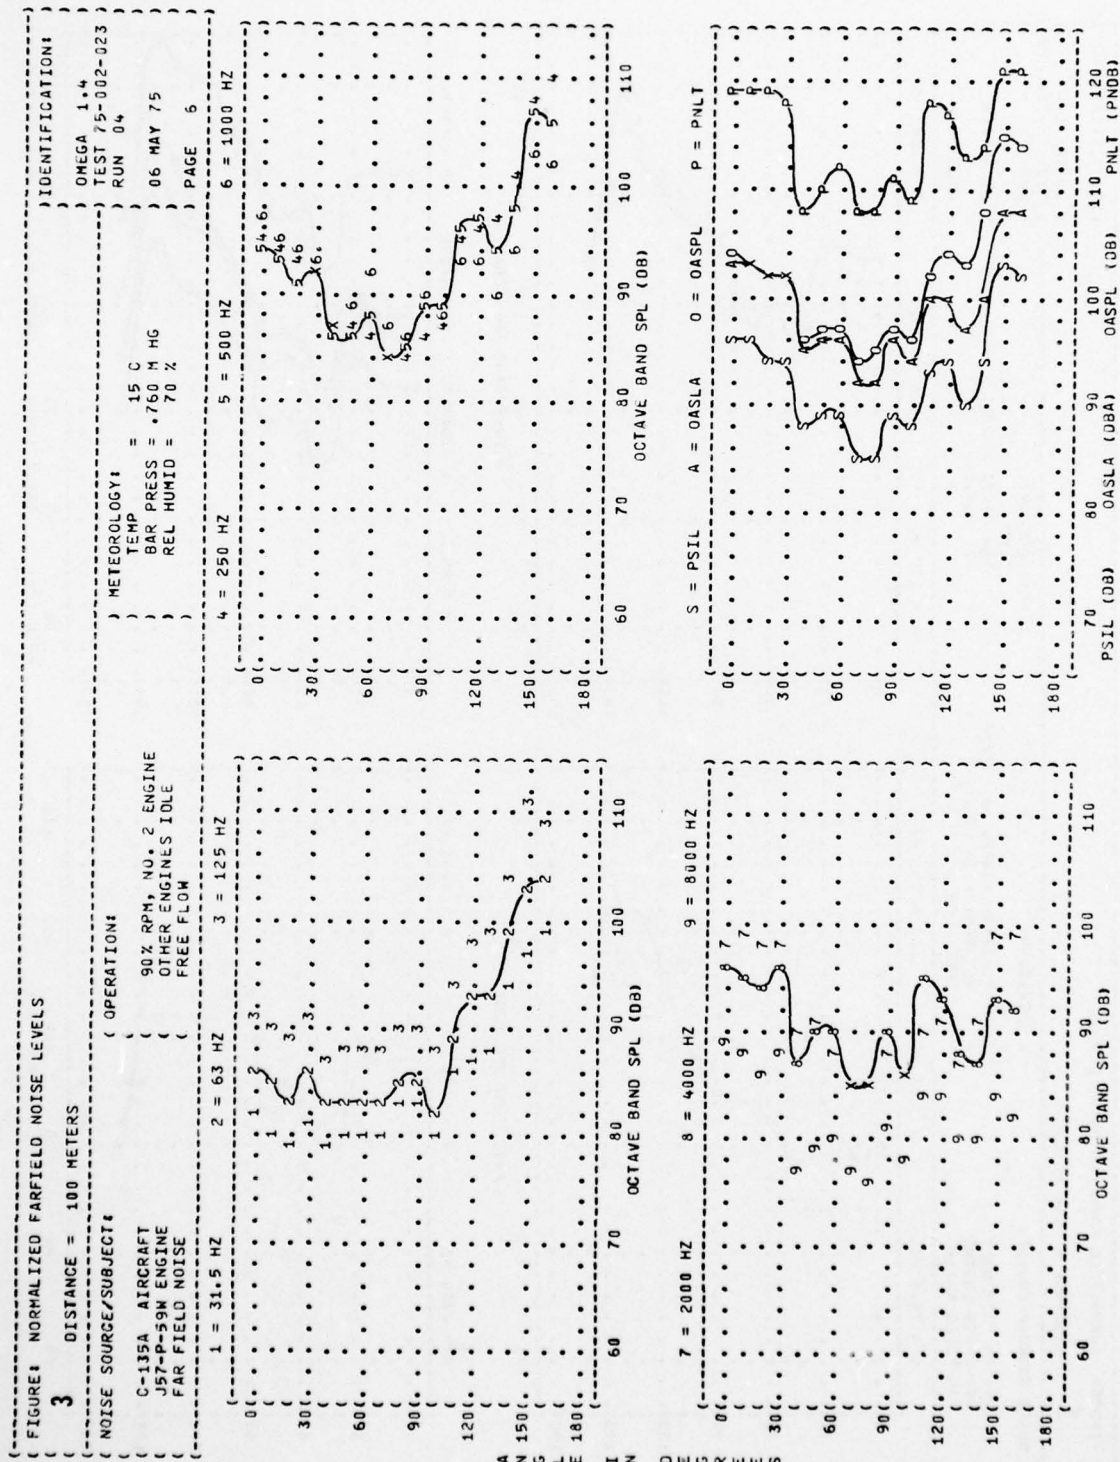 FIGURE: NORMALIZED FARFIELD NOISE LEVELS
3
DISTANCE = 100 METERS
IDENTIFICATION:
OMEGA 1.4
TEST 75-002-023
RUN 04
06 MAY 75
PAGE 6
NOISE SOURCE/SUBJECT:
C-135A AIRCRAFT
J57-P-59W ENGINE
FAR FIELD NOISE
OPERATION:
90% RPM, NO. 2 ENGINE
OTHER ENGINES IDLE
FREE FLOW
METEOROLOGY:
TEMP = 15 C
BAR PRESS = .760 M HG
REL HUMID = 70 %
1 = 31.5 HZ 2 = 63 HZ 3 = 125 HZ
0
30
60
90
120
150
180
60 70 80 90 100 110
OCTAVE BAND SPL (DB)
4 = 250 HZ 5 = 500 HZ 6 = 1000 HZ
0
30
60
90
120
150
180
60 70 80 90 100 110
OCTAVE BAND SPL (DB)
A
N
G
L
E
I
N
D
E
G
R
E
E
S
7 = 2000 HZ 8 = 4000 HZ 9 = 8000 HZ
0
30
60
90
120
150
180
60 70 80 90 100 110
OCTAVE BAND SPL (DB)
S = PSIL A = OASLA O = OASPL P = PNLT
0
30
60
90
120
150
180
70 80 90 100 110 120
PSIL (DB) OASLA (DBA) OASPL (DB) PNLT (PNDB)